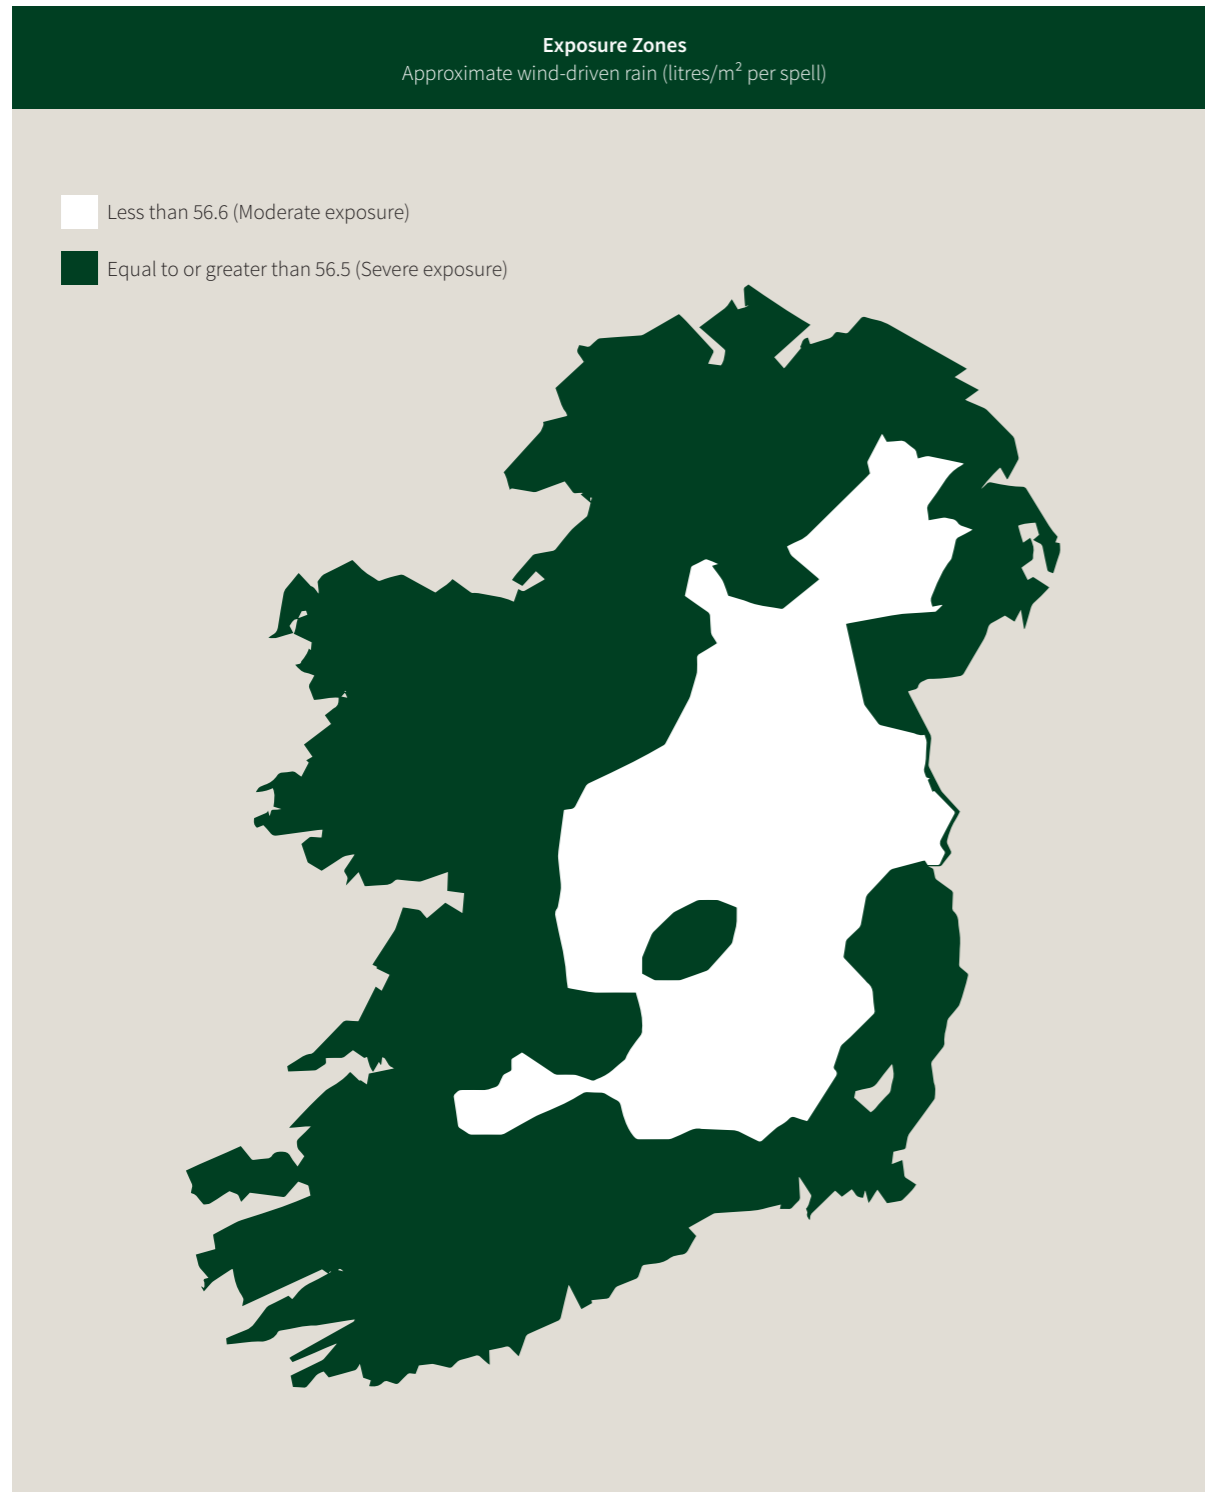 Exposure Zones
Approximate wind-driven rain (litres/m² per spell)
Less than 56.6 (Moderate exposure)
Equal to or greater than 56.5 (Severe exposure)